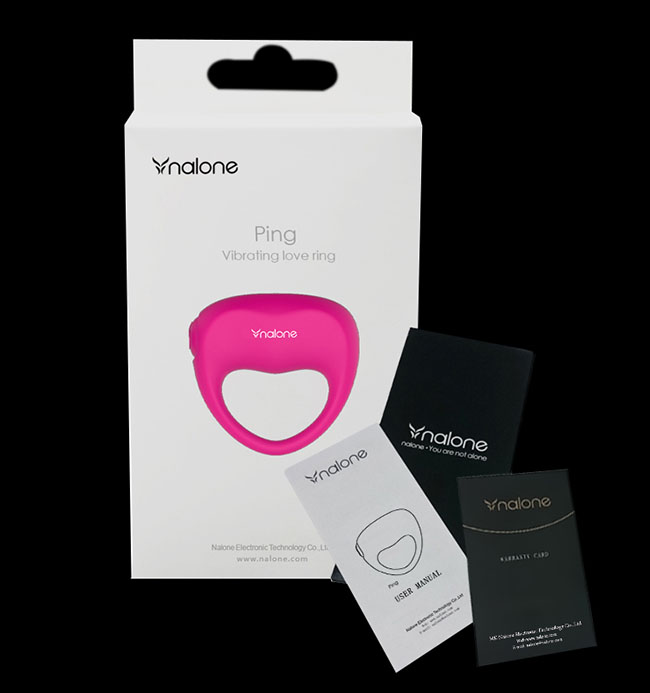 nalone
Ping
Vibrating love ring
nalone
Nalone Electronic Technology Co.,Ltd
www.nalone.com
nalone
nalone · You are not alone
nalone
Ping
USER MANUAL
Nalone Electronic Technology Co.,Ltd
nalone
WARRANTY CARD